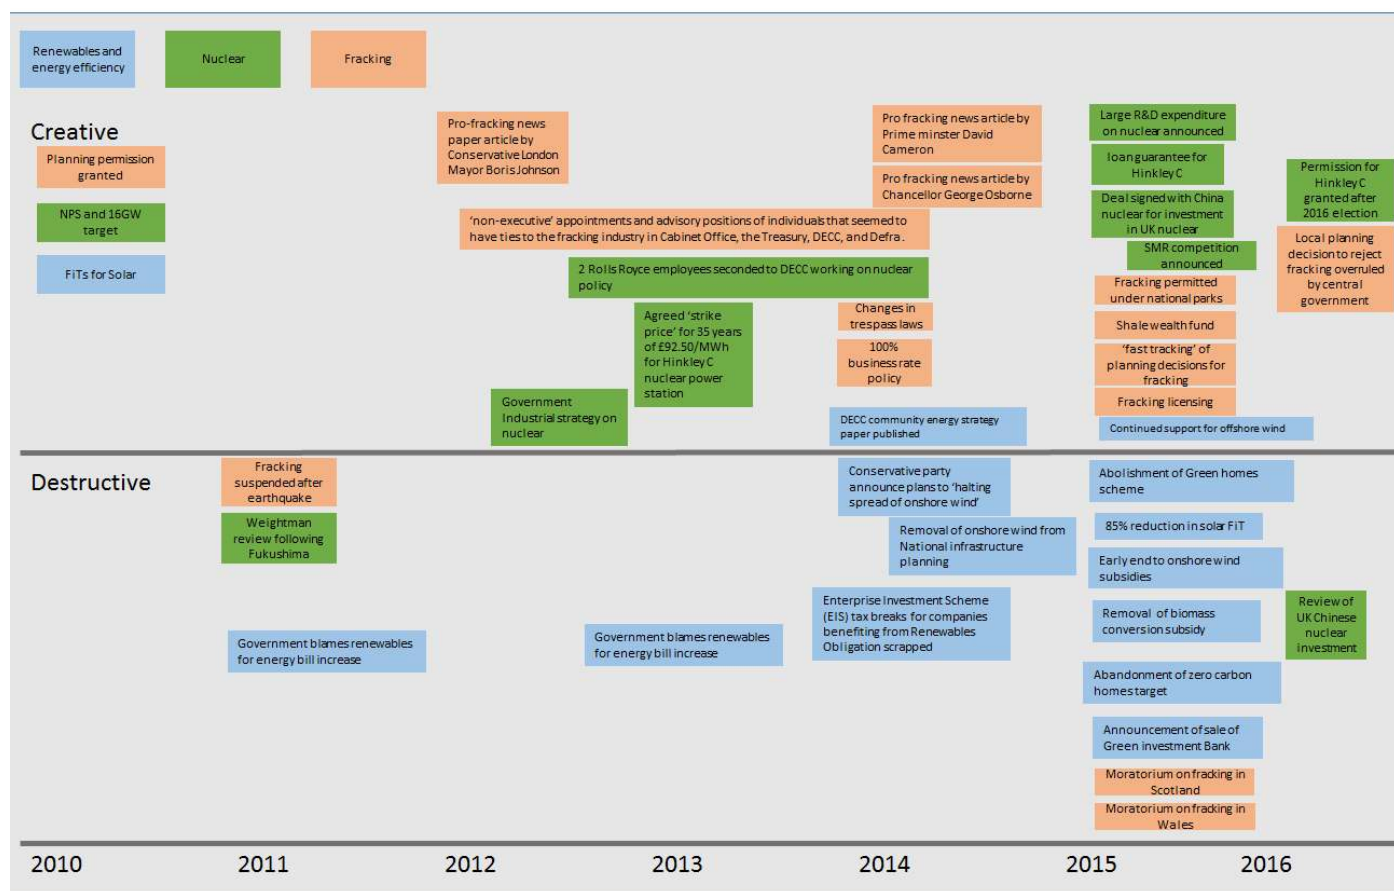 Renewables and
energy efficiency
Nuclear
Fracking
Creative
Planning permission
granted
NPS and 16GW
target
FiTs for Solar
Pro-fracking news
paper article by
Conservative London
Mayor Boris Johnson
Pro fracking news article by
Prime minster David
Cameron
Pro fracking news article by
Chancellor George Osborne
'non-executive' appointments and advisory positions of individuals that seemed to
have ties to the fracking industry in Cabinet Office, the Treasury, DECC, and Defra.
2 Rolls Royce employees seconded to DECC working on nuclear
policy
Agreed 'strike
price' for 35 years
of £92.50/MWh
for Hinkley C
nuclear power
station
Government
Industrial strategy on
nuclear
Changes in
trespass laws
100%
business rate
policy
DECC community energy strategy
paper published
Large R&D expenditure
on nuclear announced
loan guarantee for
Hinkley C
Deal signed with China
nuclear for investment
in UK nuclear
SMR competition
announced
Fracking permitted
under national parks
Shale wealth fund
'fast tracking' of
planning decisions for
fracking
Fracking licensing
Continued support for offshore wind
Permission for
Hinkley C
granted after
2016 election
Local planning
decision to reject
fracking overruled
by central
government
Destructive
Fracking
suspended after
earthquake
Weightman
review following
Fukushima
Government blames renewables
for energy bill increase
Government blames renewables
for energy bill increase
Conservative party
announce plans to 'halting
spread of onshore wind'
Removal of onshore wind from
National infrastructure
planning
Enterprise Investment Scheme
(EIS) tax breaks for companies
benefiting from Renewables
Obligation scrapped
Abolishment of Green homes
scheme
85% reduction in solar FiT
Early end to onshore wind
subsidies
Removal of biomass
conversion subsidy
Abandonment of zero carbon
homes target
Announcement of sale of
Green investment Bank
Moratorium on fracking in
Scotland
Moratorium on fracking in
Wales
Review of
UK Chinese
nuclear
investment
2010
2011
2012
2013
2014
2015
2016